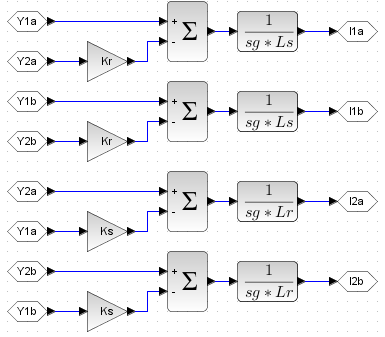 Y1a + Σ 1 / sg * Ls I1a
Y2a Kr -
Y1b + Σ 1 / sg * Ls I1b
Y2b Kr -
Y2a + Σ 1 / sg * Lr I2a
Y1a Ks -
Y2b + Σ 1 / sg * Lr I2b
Y1b Ks -